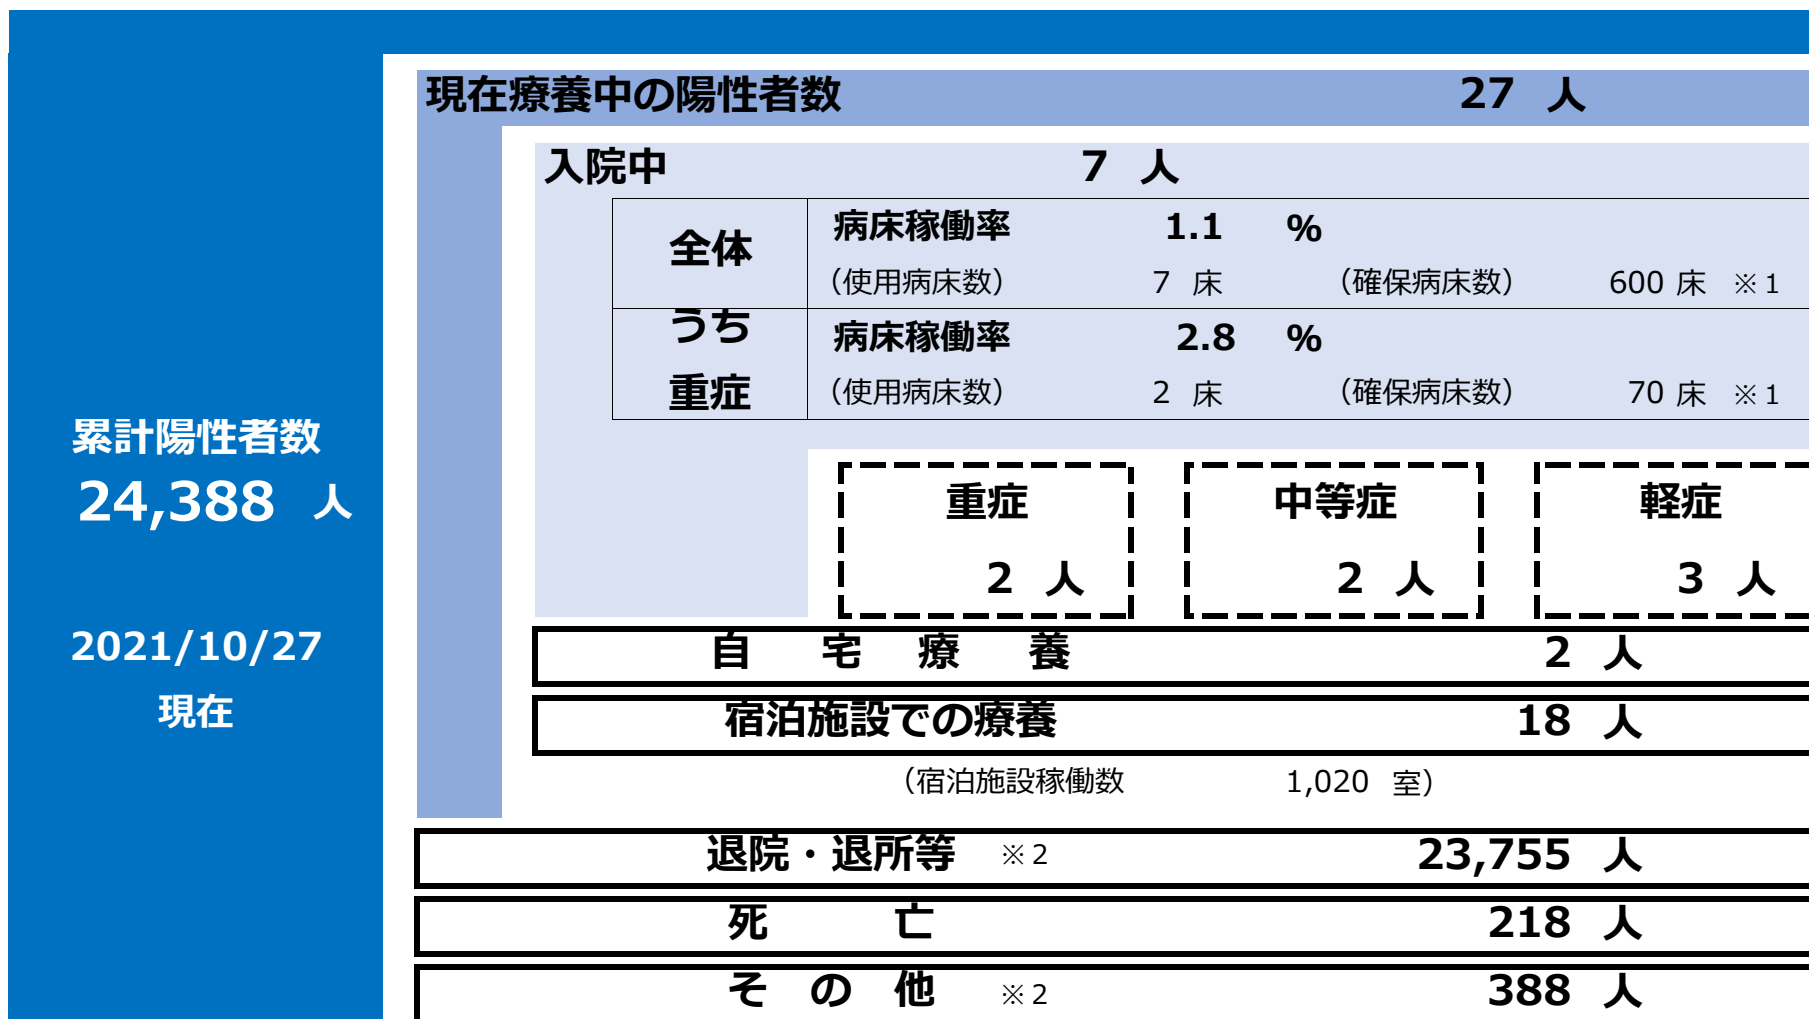 現在療養中の陽性者数 27 人
入院中 7 人
全体
病床稼働率 1.1 %
（使用病床数） 7 床 （確保病床数） 600 床 ※１
うち
重症
病床稼働率 2.8 %
（使用病床数） 2 床 （確保病床数） 70 床 ※１
累計陽性者数
24,388 人
2021/10/27
現在
重症 中等症 軽症
2 人 2 人 3 人
自 宅 療 養 2 人
宿泊施設での療養 18 人
（宿泊施設稼働数 1,020 室）
退院・退所等 ※２ 23,755 人
死 亡 218 人
そ の 他 ※２ 388 人